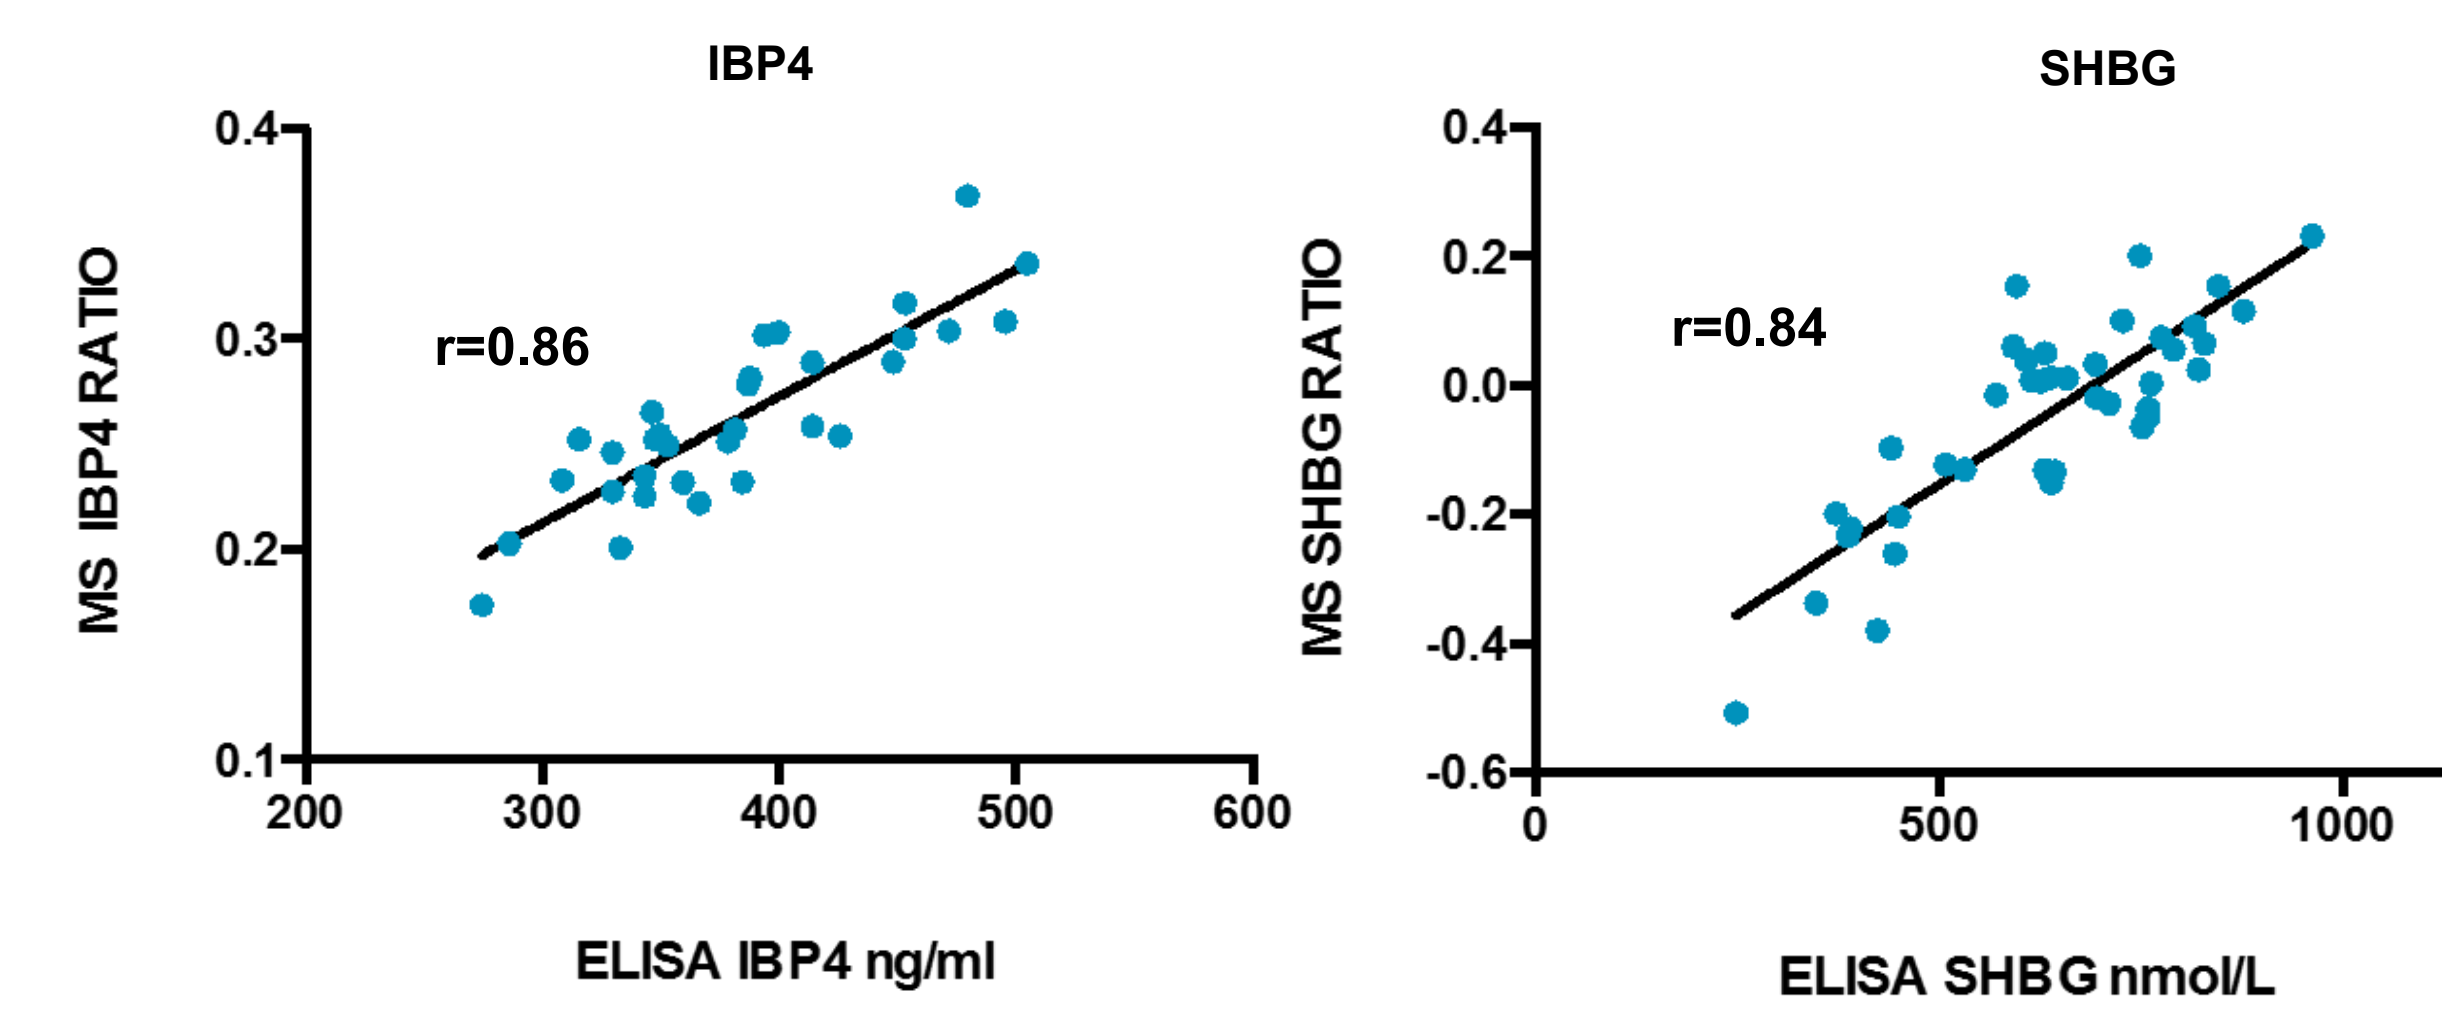 IBP4
0.4
0.3
0.2
0.1
MS IBP4 RATIO
r=0.86
200 300 400 500 600
ELISA IBP4 ng/ml
SHBG
0.4
0.2
0.0
-0.2
-0.4
-0.6
MS SHBG RATIO
r=0.84
0 500 1000
ELISA SHBG nmol/L